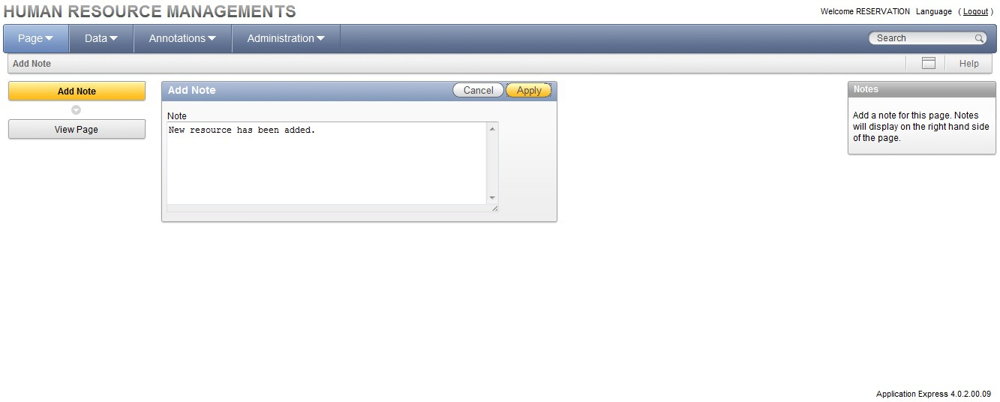 HUMAN RESOURCE MANAGEMENTS
Welcome RESERVATION Language ( Logout )
Page Data Annotations Administration
Search
Add Note
Help
Add Note
View Page
Add Note
Cancel Apply
Note
New resource has been added.
Notes
Add a note for this page. Notes
will display on the right hand side
of the page.
Application Express 4.0.2.00.09